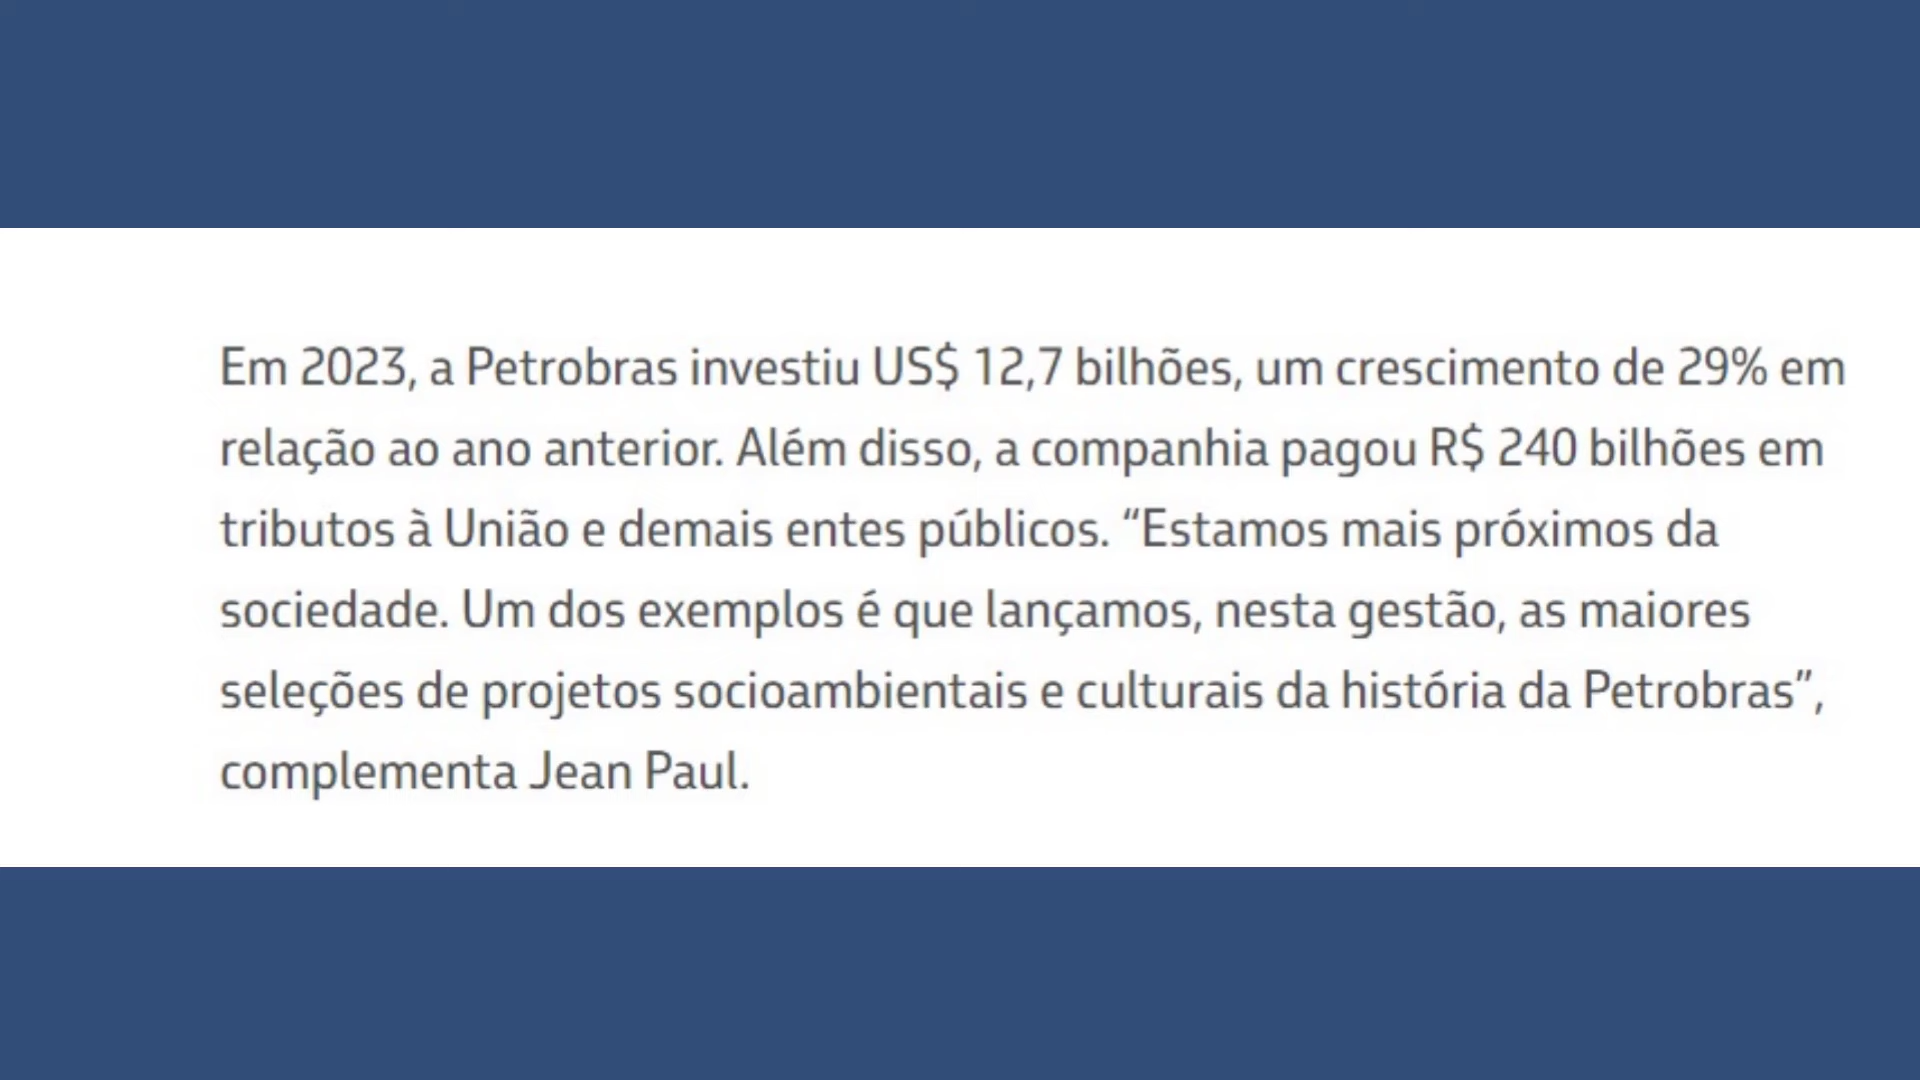 Em 2023, a Petrobras investiu US$ 12,7 bilhões, um crescimento de 29% em
relação ao ano anterior. Além disso, a companhia pagou R$ 240 bilhões em
tributos à União e demais entes públicos. “Estamos mais próximos da
sociedade. Um dos exemplos é que lançamos, nesta gestão, as maiores
seleções de projetos socioambientais e culturais da história da Petrobras”,
complementa Jean Paul.